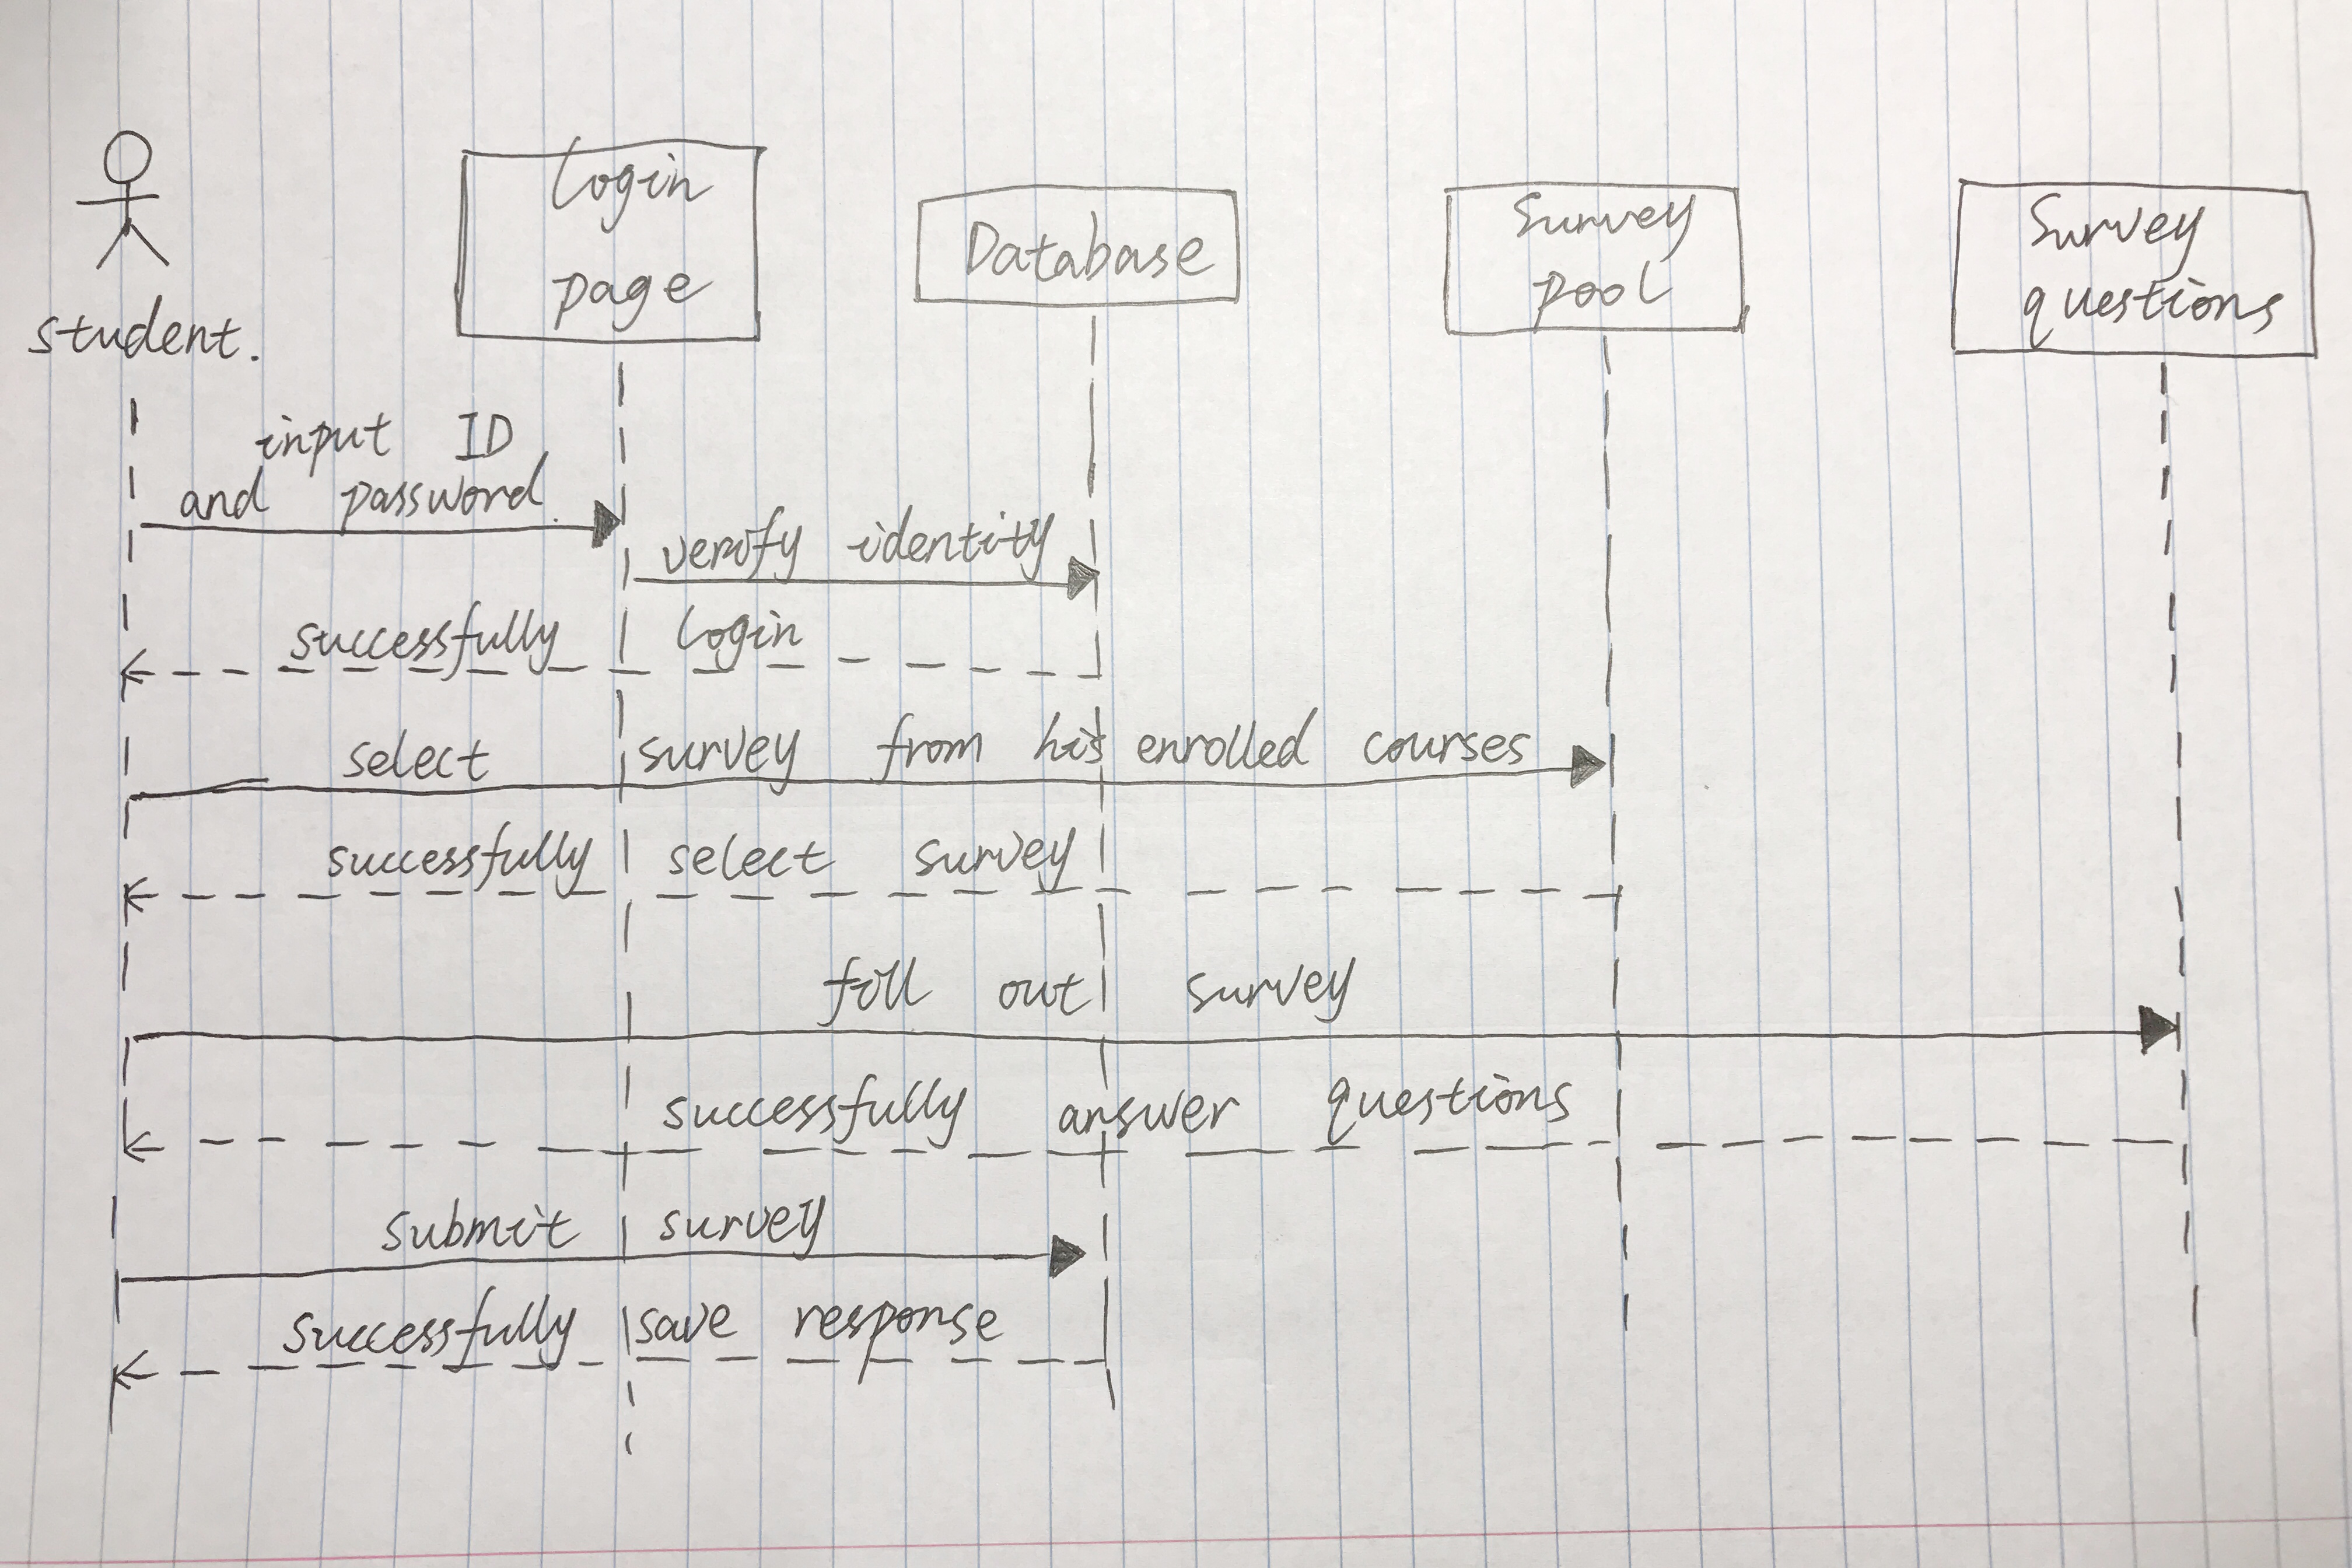 Login
page
Database
Survey
pool
Survey
questions
student.
input ID
and password.
verify identity
successfully login
select survey from his enrolled courses
successfully select survey
fill out survey
successfully answer questions
submit survey
successfully save response